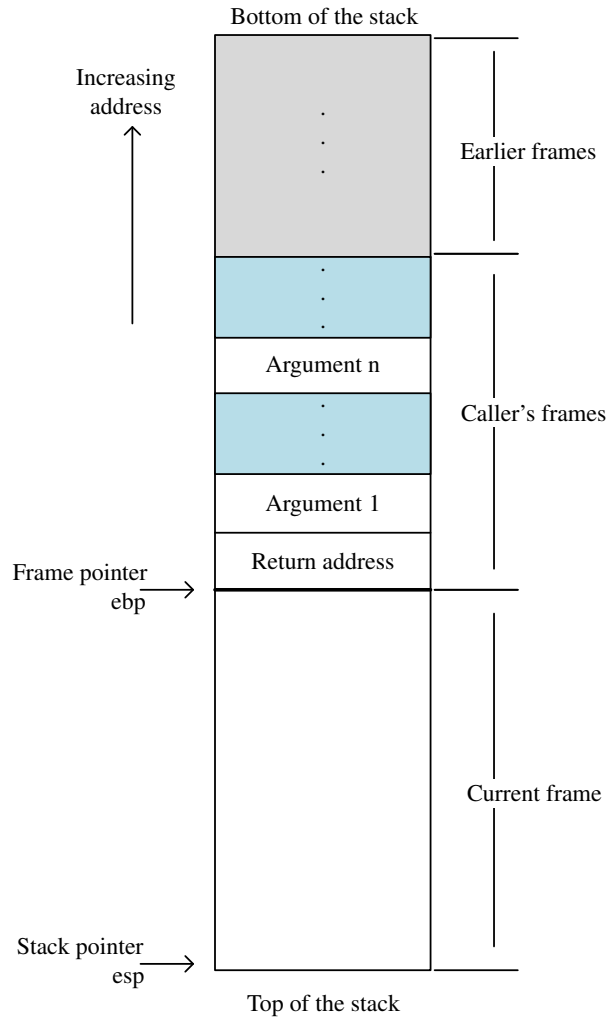 Bottom of the stack
Increasing
address
Earlier frames
Argument n
Caller’s frames
Argument 1
Return address
Frame pointer
ebp
Current frame
Stack pointer
esp
Top of the stack